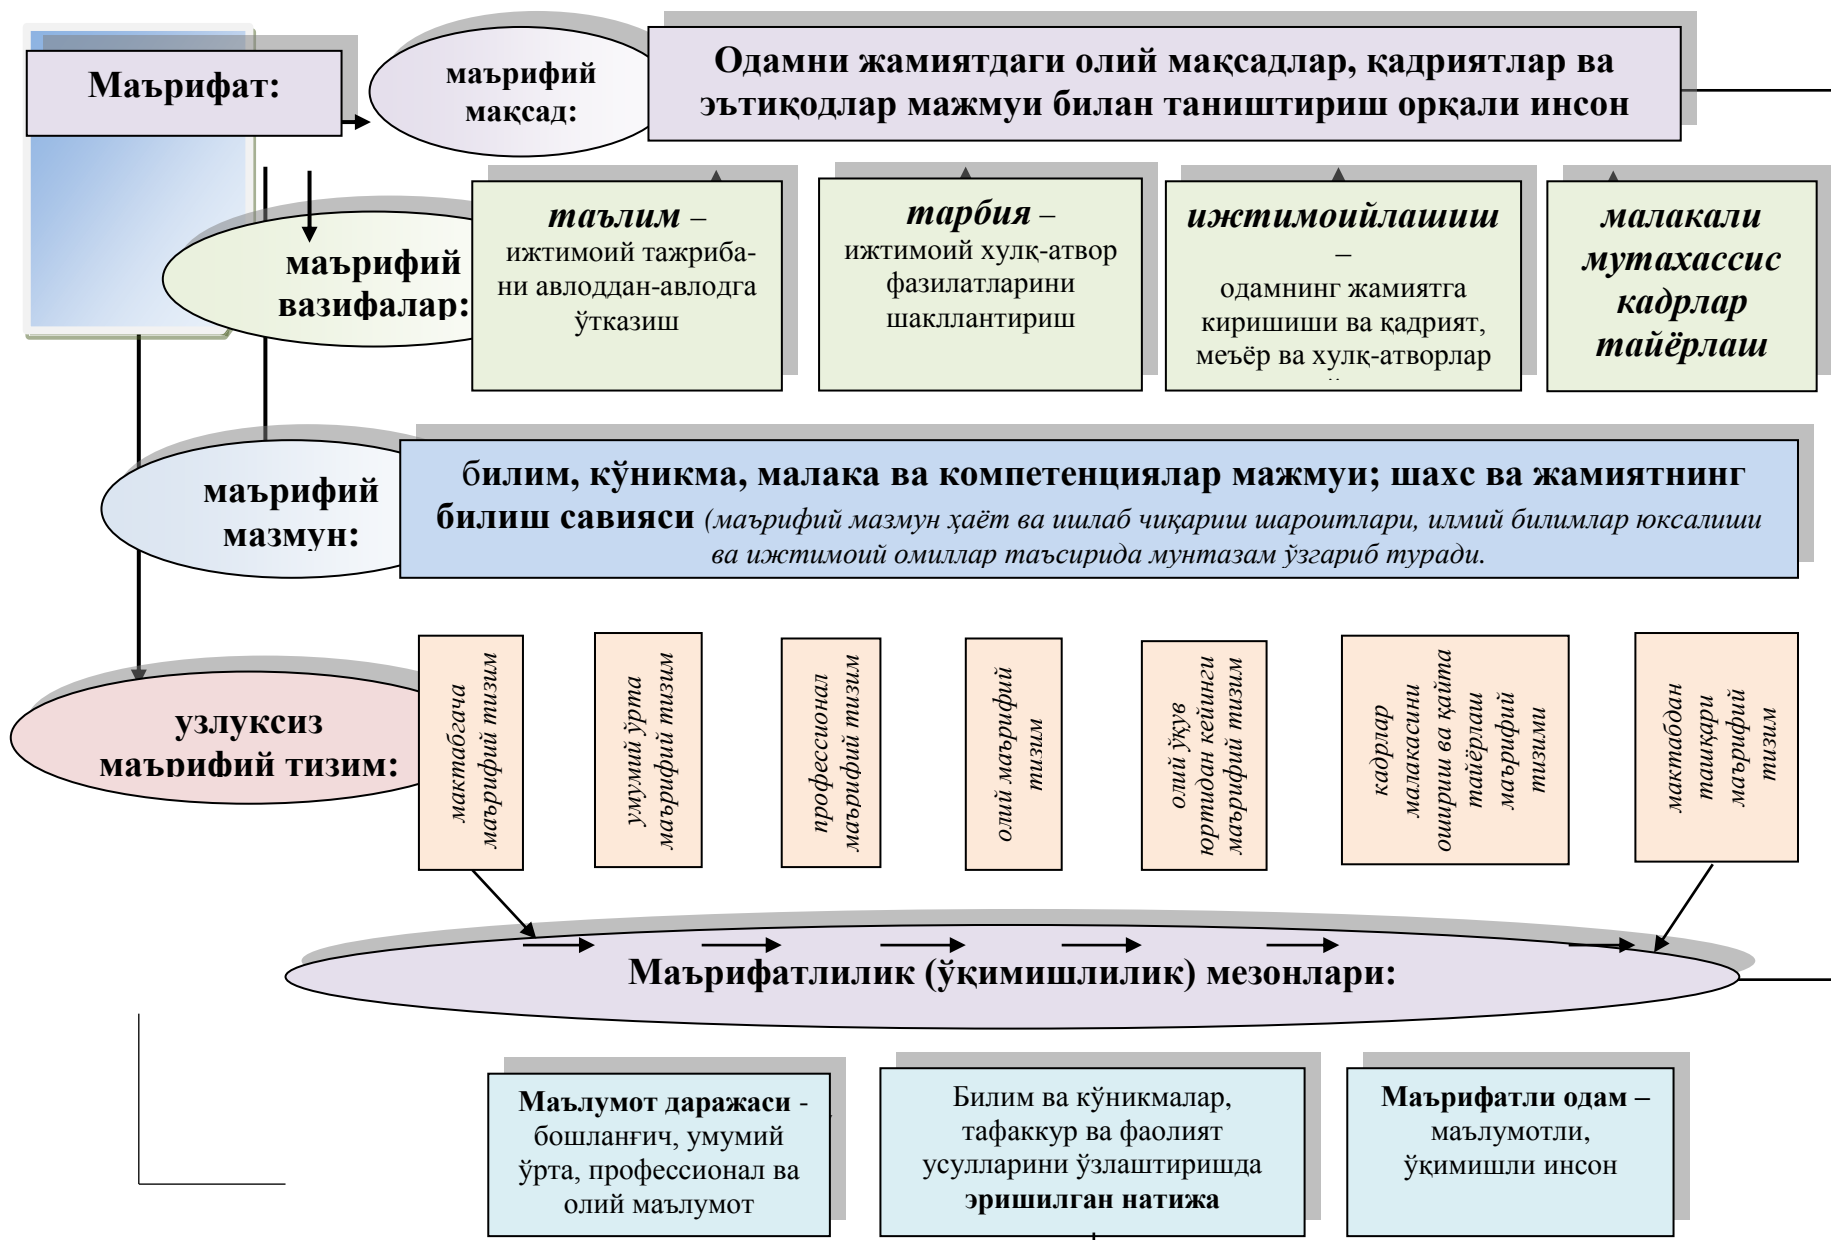 Маърифат:
маърифий
мақсад:
Одамни жамиятдаги олий мақсадлар, қадриятлар ва
эътиқодлар мажмуи билан таништириш орқали инсон
маърифий
вазифалар:
таълим –
ижтимоий тажриба-
ни авлоддан-авлодга
ўтказиш
тарбия –
ижтимоий хулқ-атвор
фазилатларини
шакллантириш
ижтимоийлашиш
–
одамнинг жамиятга
киришиши ва қадрият,
меъёр ва хулқ-атворлар
малакали
мутахассис
кадрлар
тайёрлаш
маърифий
мазмун:
билим, кўникма, малака ва компетенциялар мажмуи; шахс ва жамиятнинг
билиш савияси (маърифий мазмун ҳаёт ва ишлаб чиқариш шароитлари, илмий билимлар юксалиши
ва ижтимоий омиллар таъсирида мунтазам ўзгариб туради.
узлуксиз
маърифий тизим:
мактабгача
маърифий тизим
умумий ўрта
маърифий тизим
профессионал
маърифий тизим
олий маърифий
тизим
олий ўқув
юртидан кейинги
маърифий тизим
кадрлар
малакасини
ошириш ва қайта
тайёрлаш
маърифий
тизими
мактабдан
ташқари
маърифий
тизим
Маърифатлилик (ўқимишлилик) мезонлари:
Маълумот даражаси -
бошланғич, умумий
ўрта, профессионал ва
олий маълумот
Билим ва кўникмалар,
тафаккур ва фаолият
усулларини ўзлаштиришда
эришилган натижа
Маърифатли одам –
маълумотли,
ўқимишли инсон